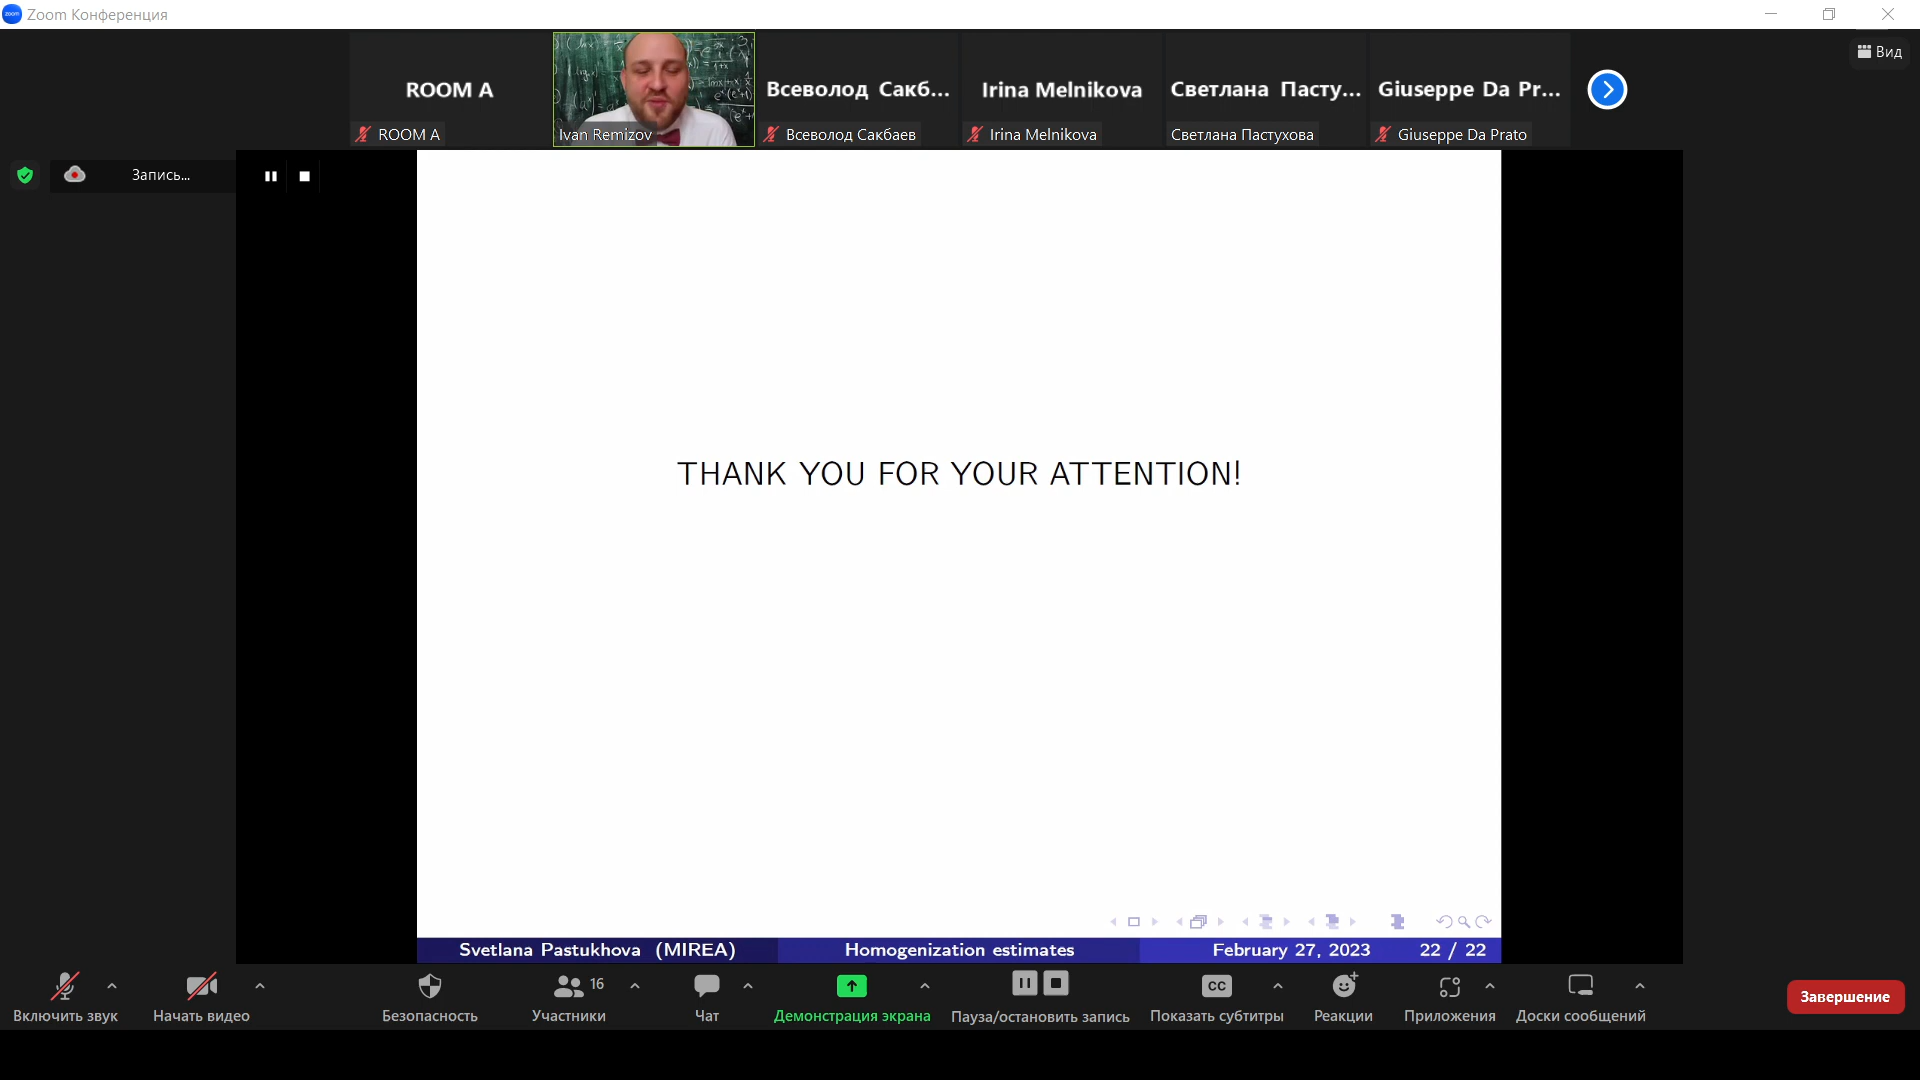 Zoom Конференция
Вид
ROOM A
Всеволод Сакб...
Irina Melnikova
Светлана Пасту...
Giuseppe Da Pr...
ROOM A
Ivan Remizov
Всеволод Сакбаев
Irina Melnikova
Светлана Пастухова
Giuseppe Da Prato
Запись...
THANK YOU FOR YOUR ATTENTION!
Svetlana Pastukhova (MIREA)
Homogenization estimates
February 27, 2023
22 / 22
16
CC
Включить звук
Начать видео
Безопасность
Участники
Чат
Демонстрация экрана
Пауза/остановить запись
Показать субтитры
Реакции
Приложения
Доски сообщений
Завершение